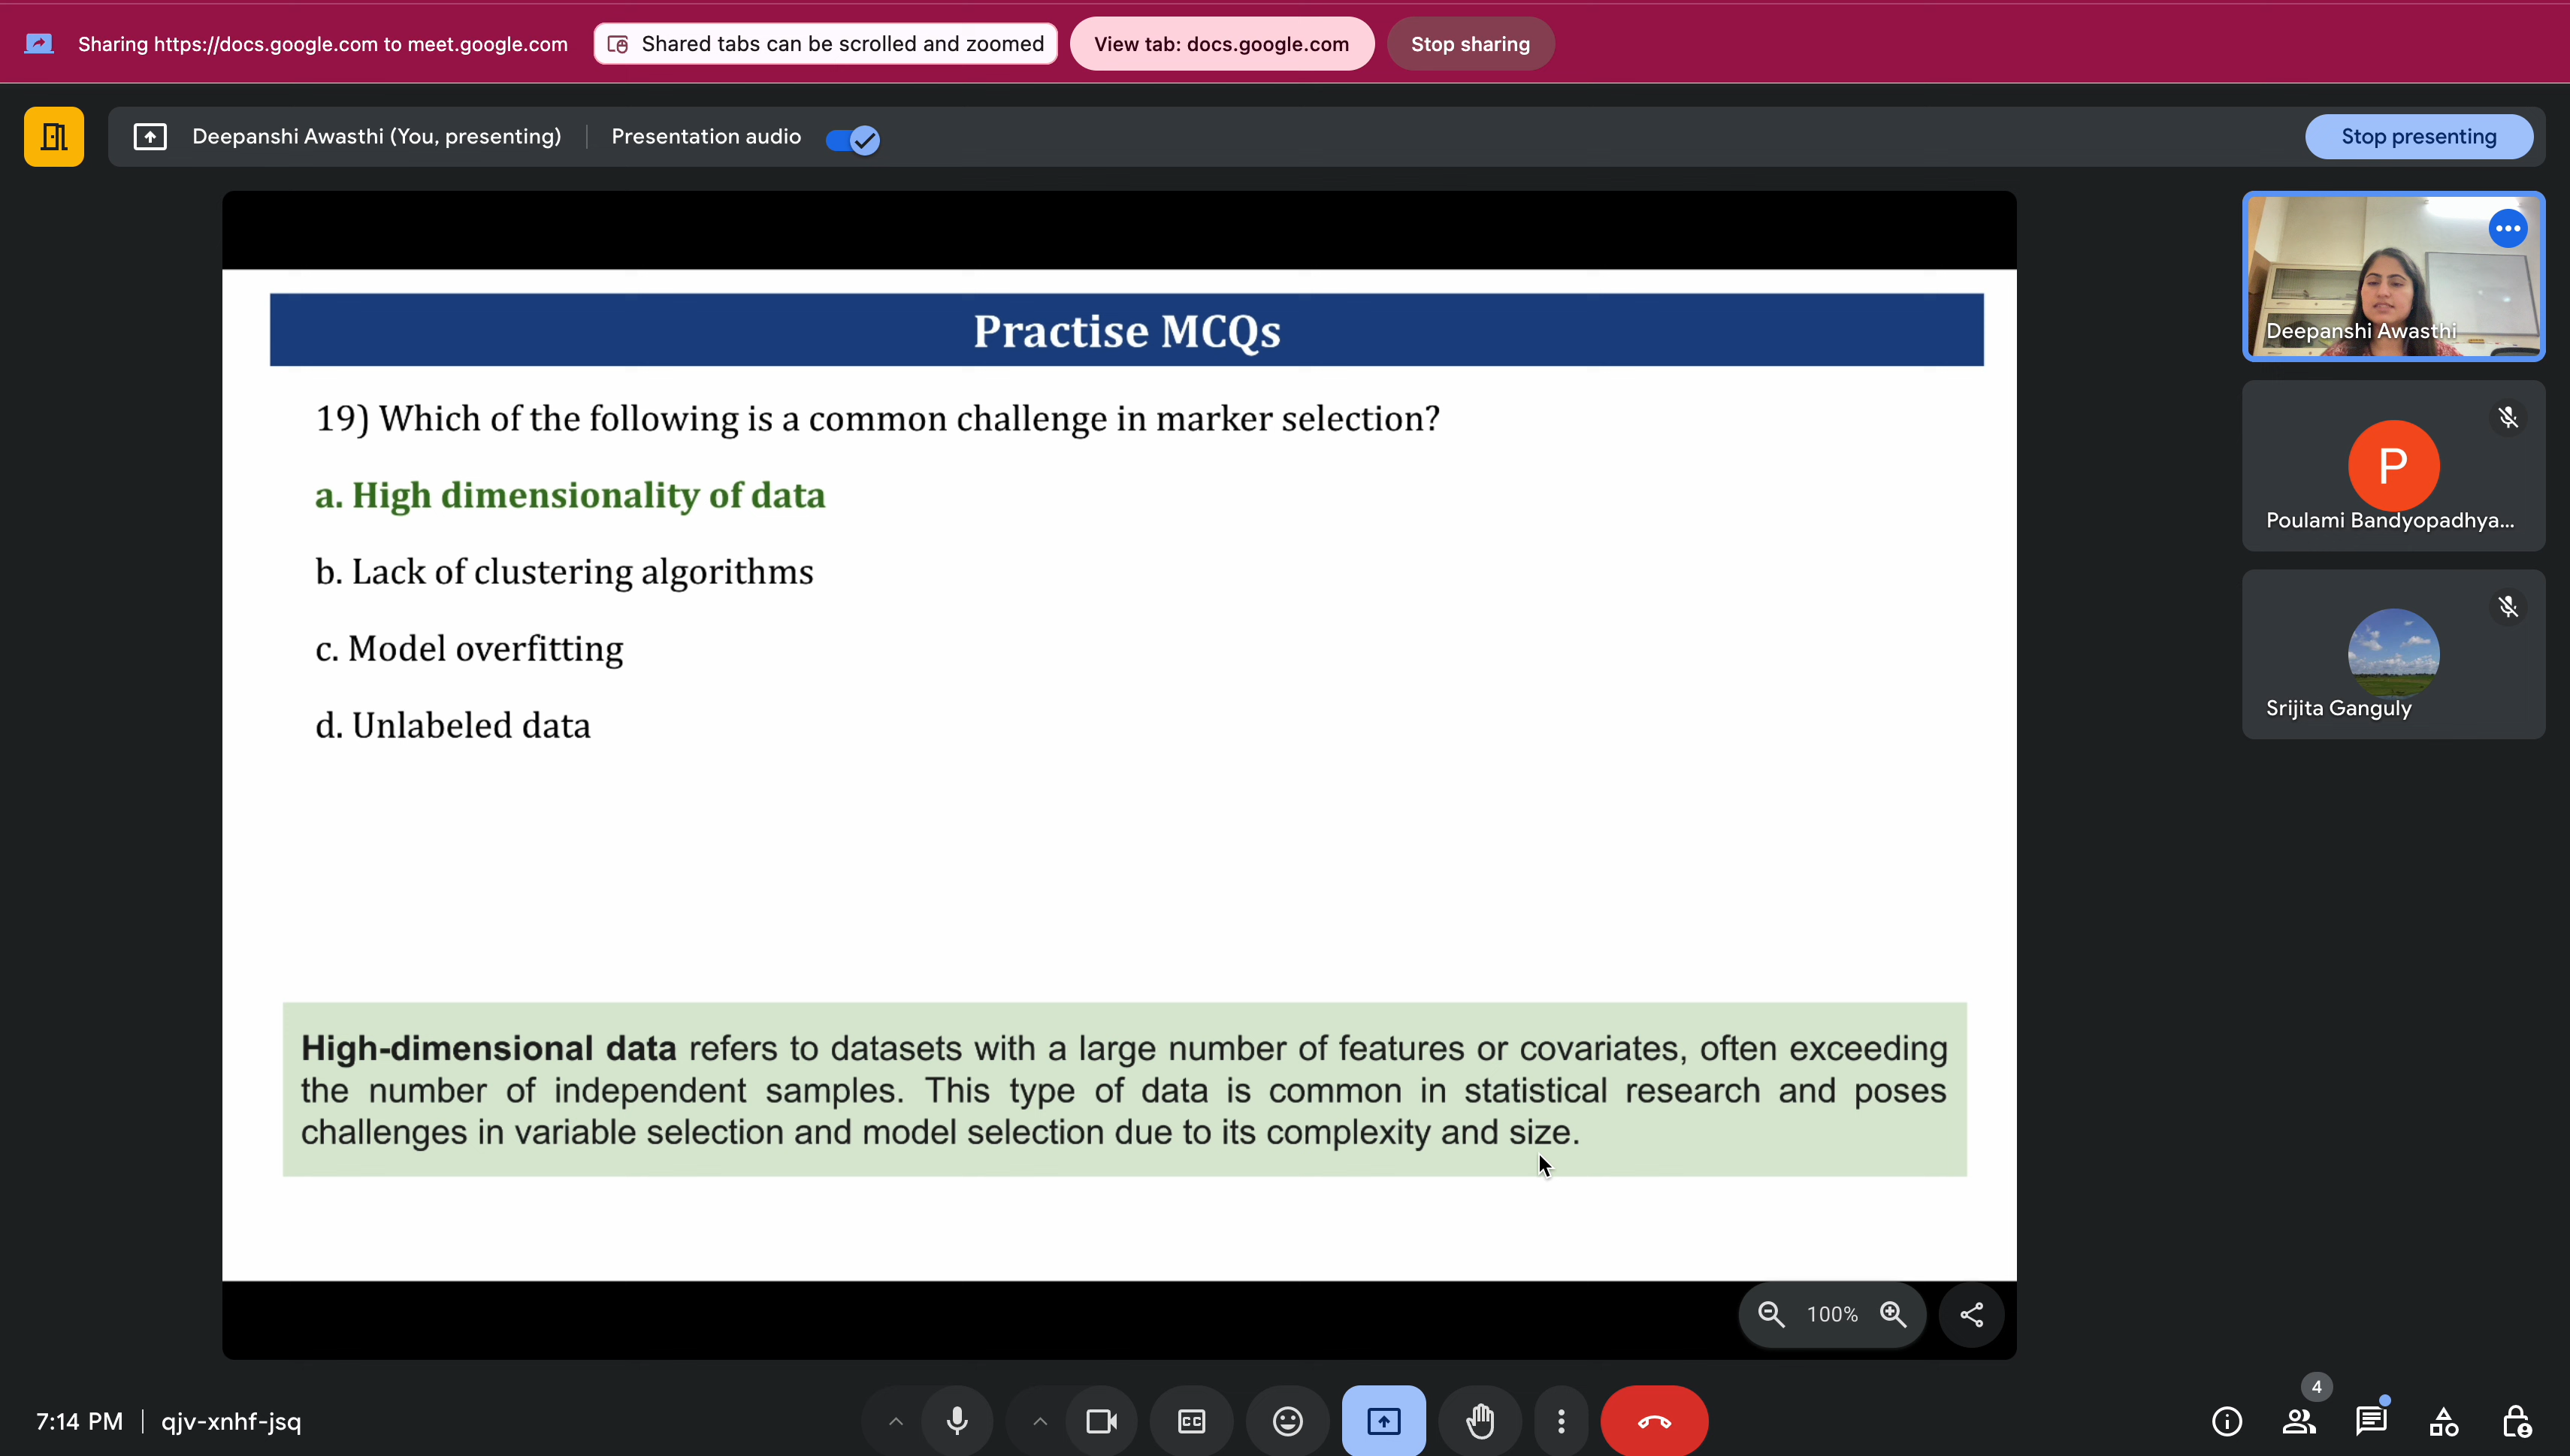 Sharing https://docs.google.com to meet.google.com
Shared tabs can be scrolled and zoomed
View tab: docs.google.com
Stop sharing
Deepanshi Awasthi (You, presenting)
Presentation audio
Stop presenting
Practise MCQs
19) Which of the following is a common challenge in marker selection?
a. High dimensionality of data
b. Lack of clustering algorithms
c. Model overfitting
d. Unlabeled data
High-dimensional data refers to datasets with a large number of features or covariates, often exceeding
the number of independent samples. This type of data is common in statistical research and poses
challenges in variable selection and model selection due to its complexity and size.
100%
Deepanshi Awasthi
P
Poulami Bandyopadhya...
Srijita Ganguly
7:14 PM
qjv-xnhf-jsq
CC
4